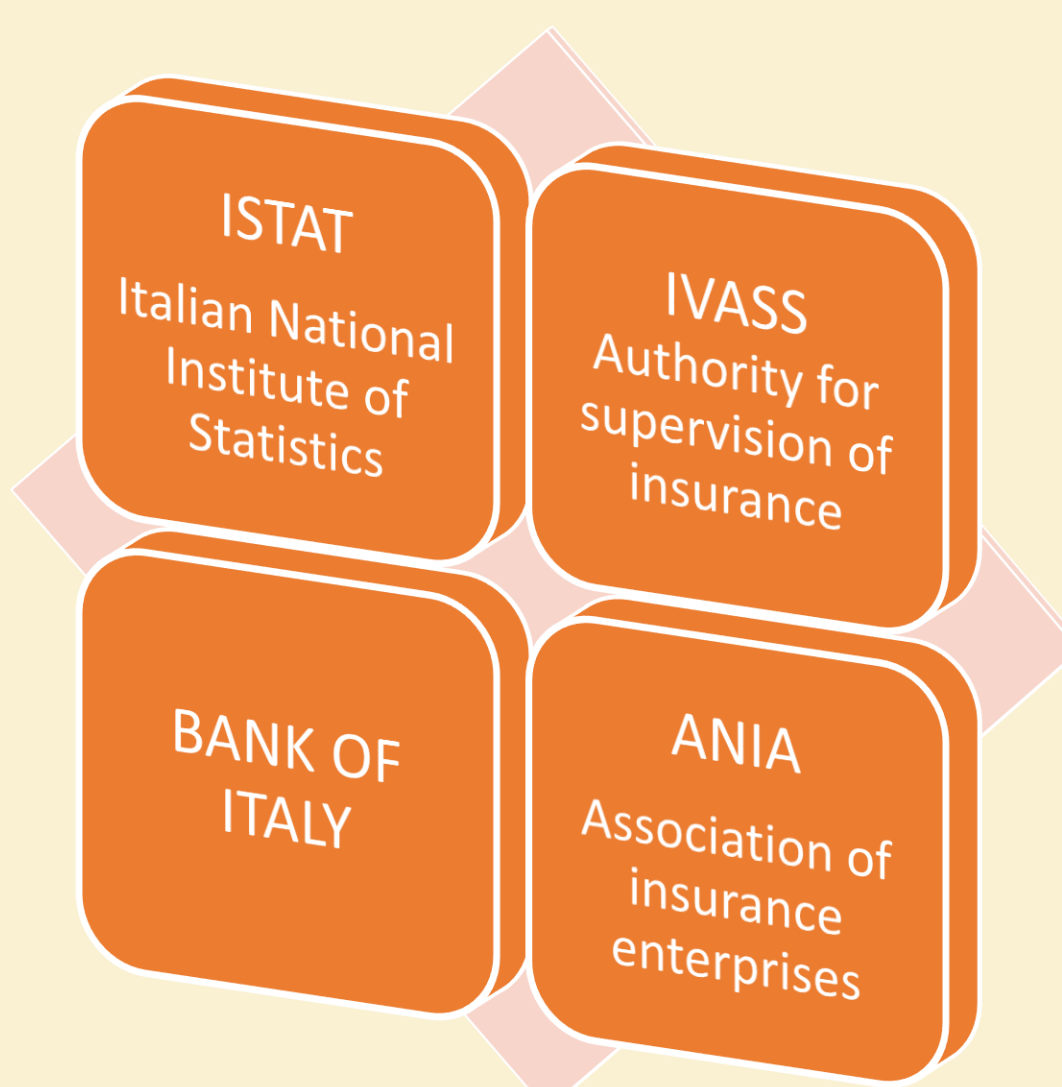 ISTAT
Italian National
Institute of
Statistics
IVASS
Authority for
supervision of
insurance
BANK OF
ITALY
ANIA
Association of
insurance
enterprises